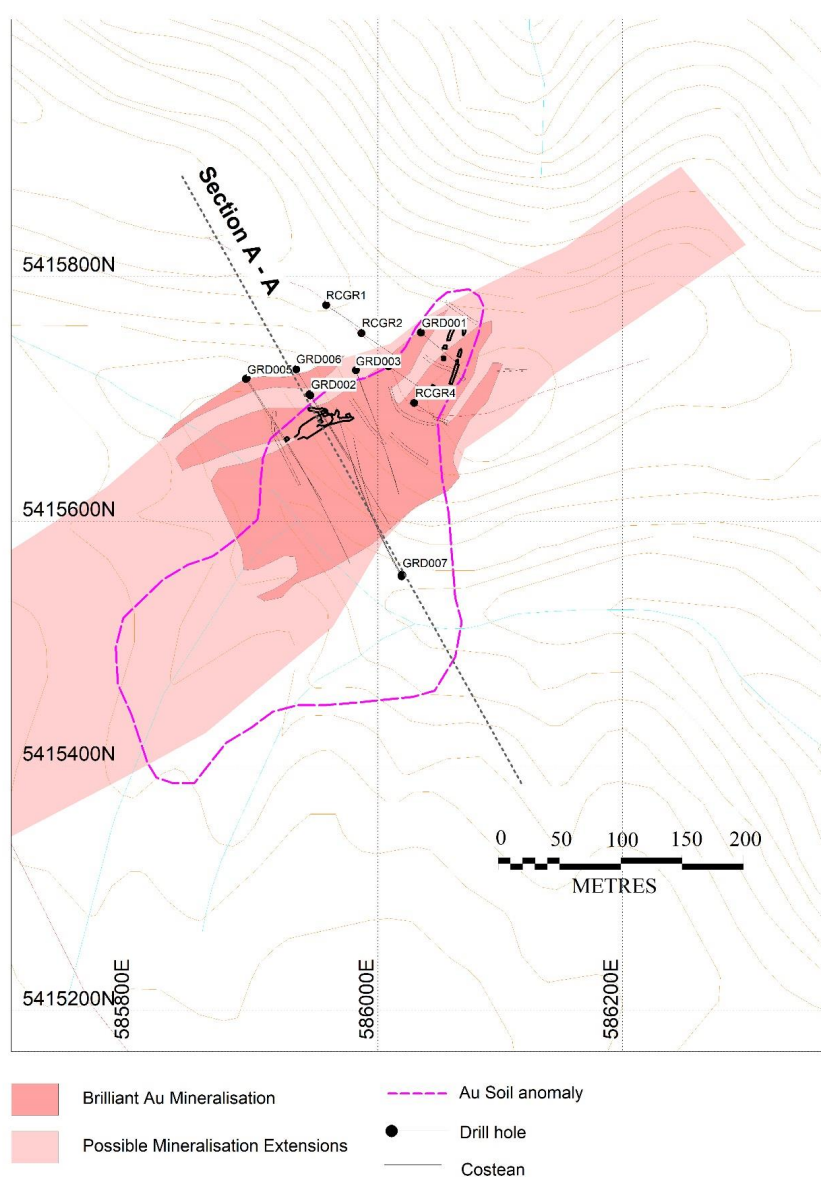 Section A - A
5415800N
RCGR1
RCGR2
GRD001
GRD006
GRD003
GRD005
GRD002
RCGR4
5415600N
GRD007
5415400N
0 50 100 150 200
METRES
5415200N
585800E
586000E
586200E
Brilliant Au Mineralisation
Au Soil anomaly
Drill hole
Possible Mineralisation Extensions
Costean